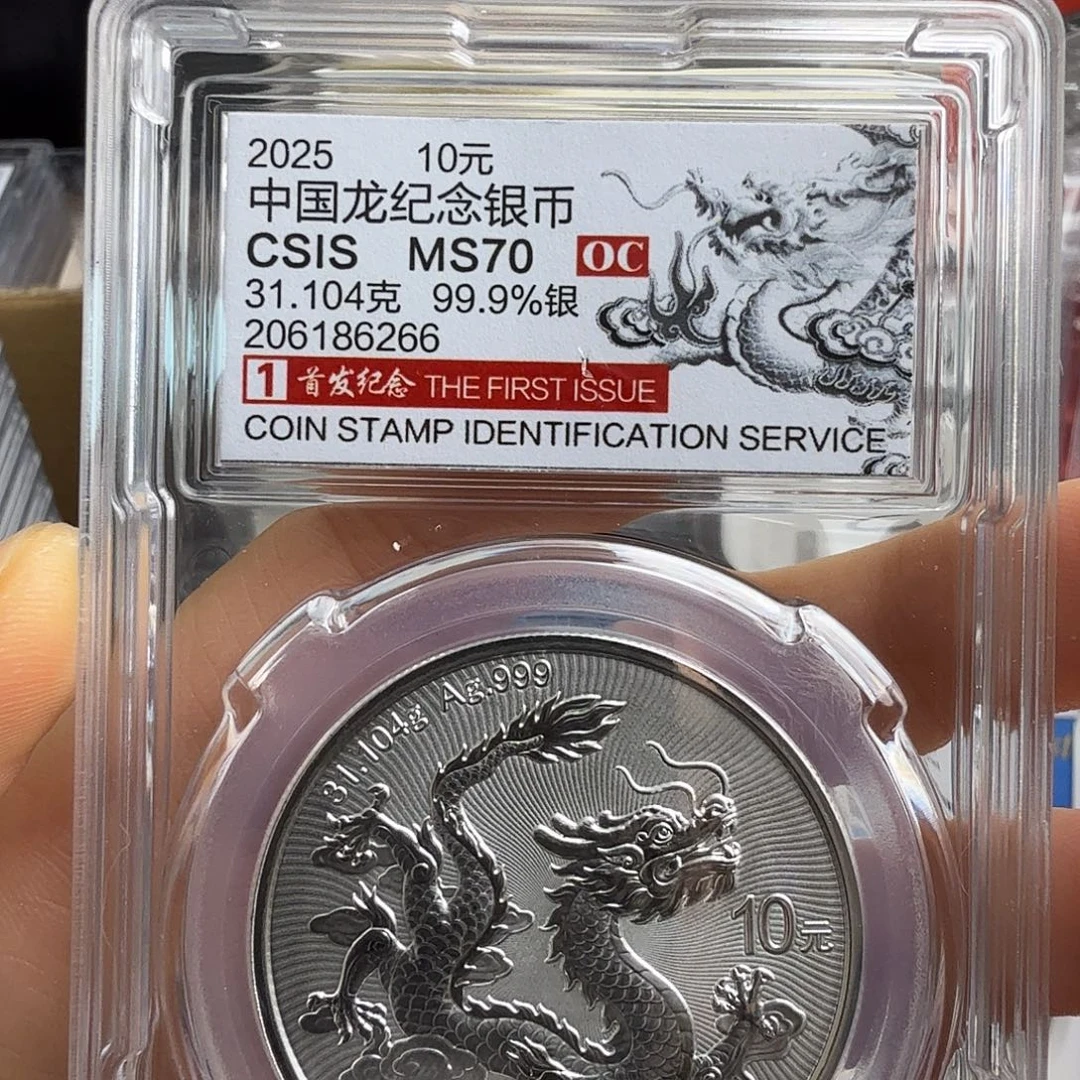 2025 10元
中国龙纪念银币
CSIS MS70 OC
31.104克 99.9%银
206186266
1 首发纪念 THE FIRST ISSUE
COIN STAMP IDENTIFICATION SERVICE
31.104g Ag.999
10元